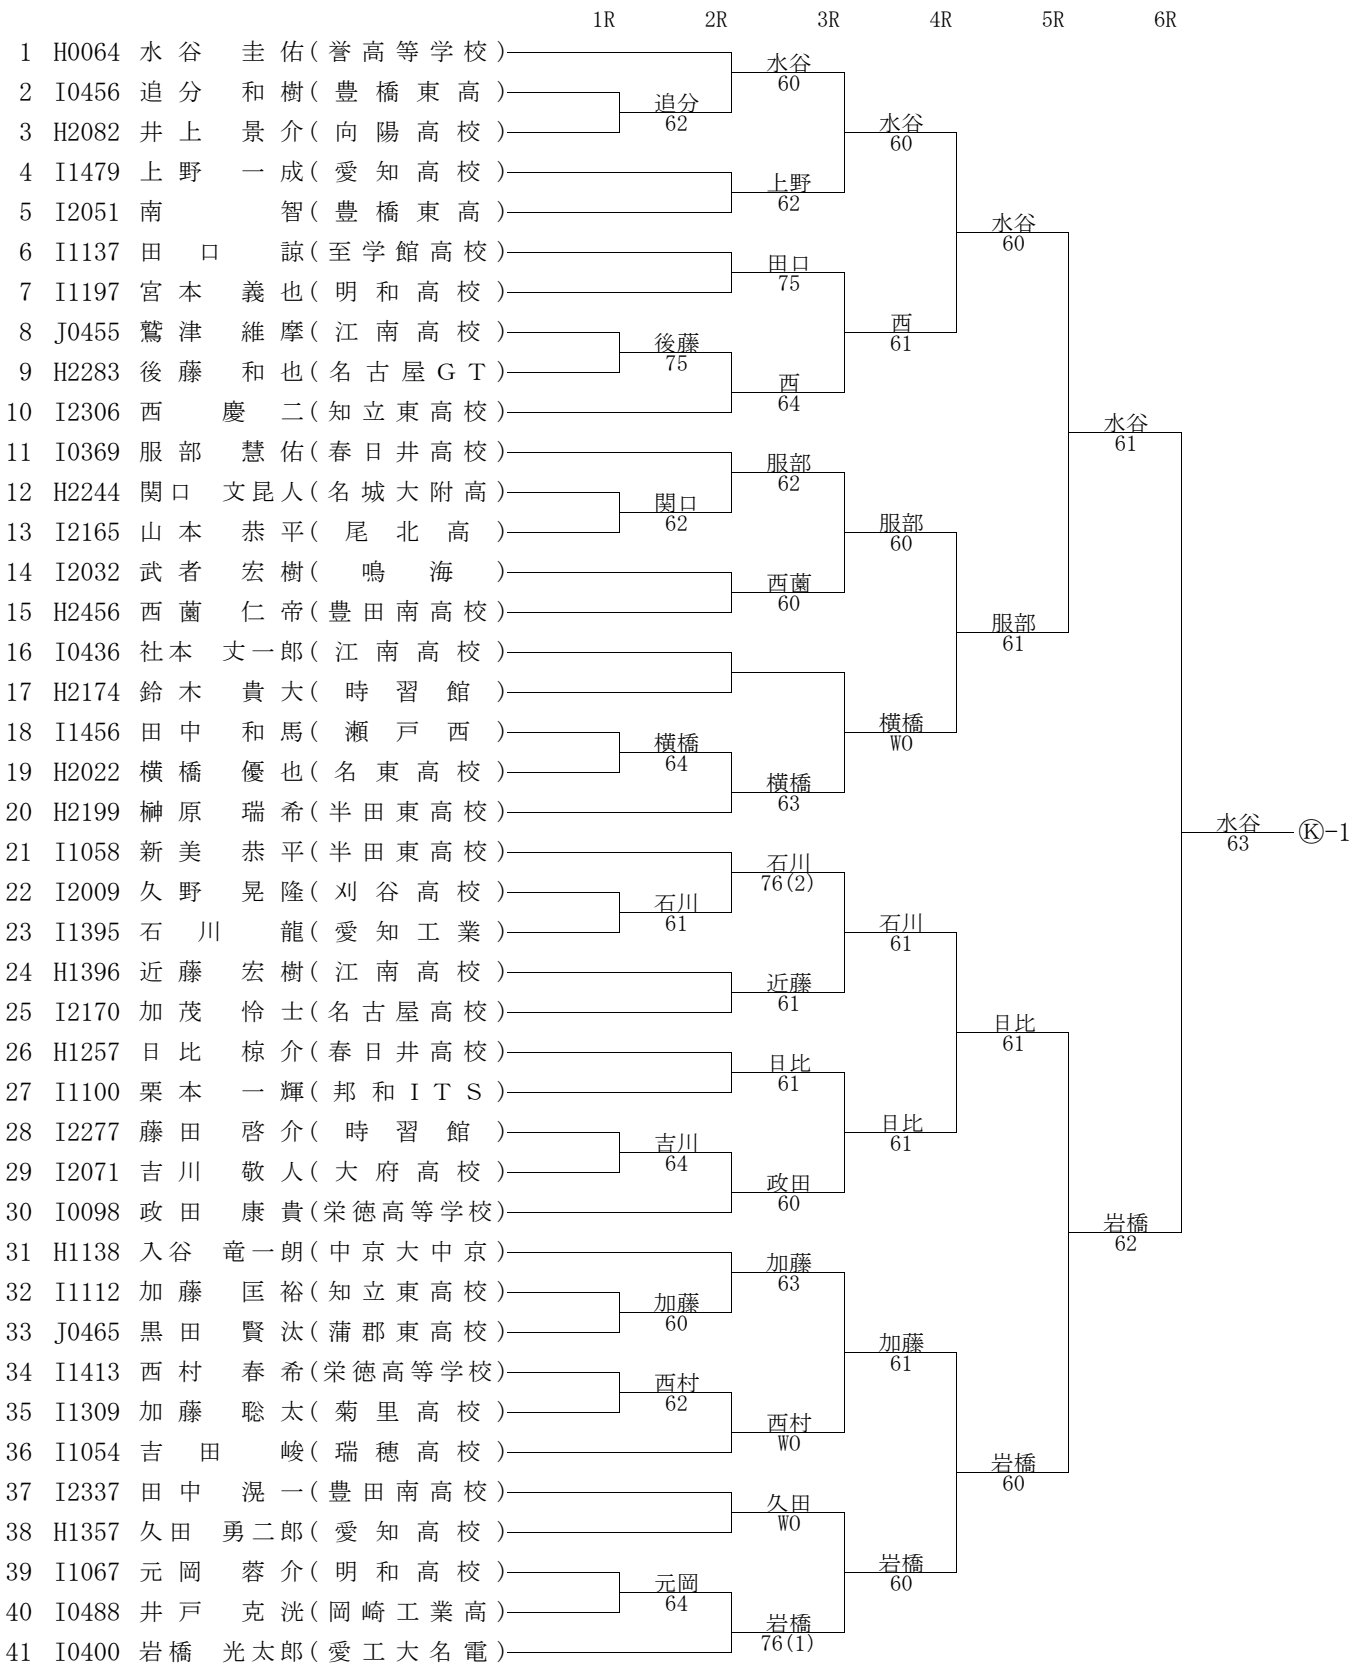 1R 2R 3R 4R 5R 6R
1 H0064 水谷 圭佑(誉高等学校)
水谷
60
2 I0456 追分 和樹(豊橋東高)
追分
62
3 H2082 井上 景介(向陽高校)
水谷
60
4 I1479 上野 一成(愛知高校)
上野
62
5 I2051 南 智(豊橋東高)
水谷
60
6 I1137 田口 諒(至学館高校)
田口
75
7 I1197 宮本 義也(明和高校)
8 J0455 鷲津 維摩(江南高校)
西
61
後藤
75
9 H2283 後藤 和也(名古屋GT)
西
64
10 I2306 西 慶二(知立東高校)
水谷
61
11 I0369 服部 慧佑(春日井高校)
服部
62
12 H2244 関口 文昆人(名城大附高)
関口
62
13 I2165 山本 恭平(尾北高)
服部
60
14 I2032 武者 宏樹(鳴海)
西薗
60
15 H2456 西薗 仁帝(豊田南高校)
服部
61
16 I0436 社本 丈一郎(江南高校)
17 H2174 鈴木 貴大(時習館)
18 I1456 田中 和馬(瀬戸西)
横橋
WO
横橋
64
19 H2022 横橋 優也(名東高校)
横橋
63
20 H2199 榊原 瑞希(半田東高校)
水谷
63
Ⓚ-1
21 I1058 新美 恭平(半田東高校)
石川
76(2)
22 I2009 久野 晃隆(刈谷高校)
石川
61
23 I1395 石川 龍(愛知工業)
石川
61
24 H1396 近藤 宏樹(江南高校)
近藤
61
25 I2170 加茂 怜士(名古屋高校)
日比
61
26 H1257 日比 椋介(春日井高校)
日比
61
27 I1100 栗本 一輝(邦和ITS)
28 I2277 藤田 啓介(時習館)
日比
61
吉川
64
29 I2071 吉川 敬人(大府高校)
政田
60
30 I0098 政田 康貴(栄徳高等学校)
岩橋
62
31 H1138 入谷 竜一朗(中京大中京)
加藤
63
32 I1112 加藤 匡裕(知立東高校)
加藤
60
33 J0465 黒田 賢汰(蒲郡東高校)
加藤
61
34 I1413 西村 春希(栄徳高等学校)
西村
62
35 I1309 加藤 聡太(菊里高校)
西村
WO
36 I1054 吉田 峻(瑞穂高校)
岩橋
60
37 I2337 田中 滉一(豊田南高校)
久田
WO
38 H1357 久田 勇二郎(愛知高校)
39 I1067 元岡 蓉介(明和高校)
岩橋
60
元岡
64
40 I0488 井戸 克洸(岡崎工業高)
岩橋
76(1)
41 I0400 岩橋 光太郎(愛工大名電)